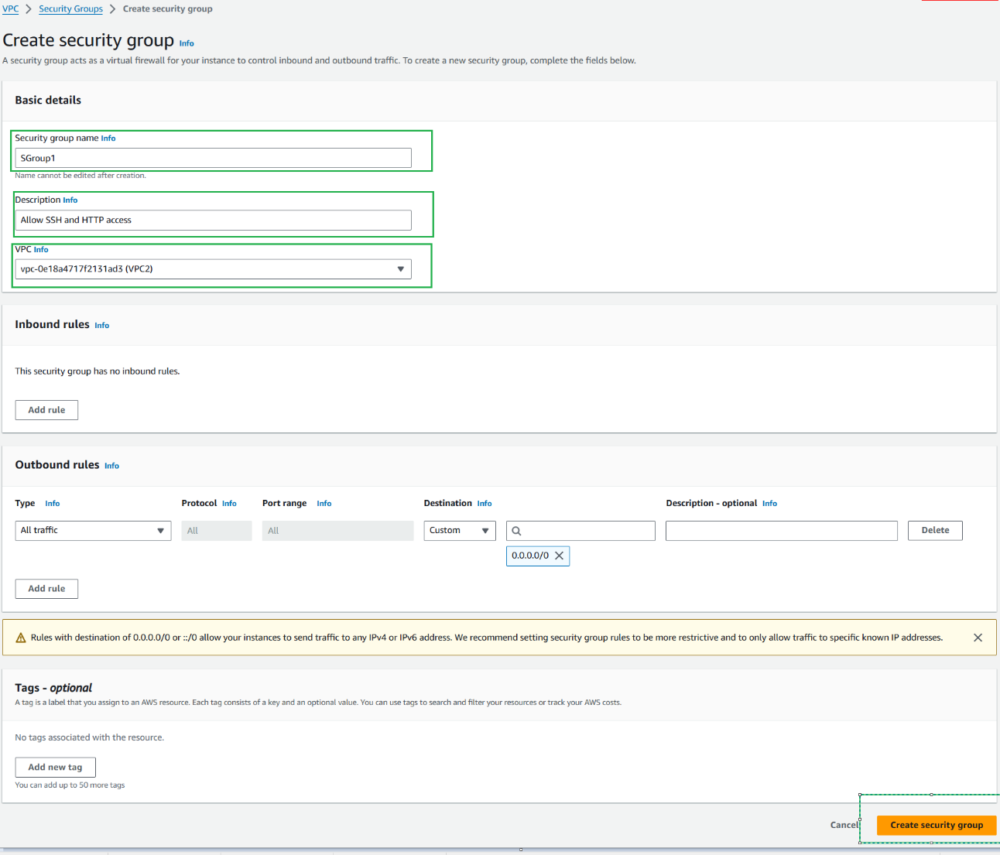 VPC > Security Groups > Create security group
Create security group Info
A security group acts as a virtual firewall for your instance to control inbound and outbound traffic. To create a new security group, complete the fields below.
Basic details
Security group name Info
SGroup1
Name cannot be edited after creation.
Description Info
Allow SSH and HTTP access
VPC Info
vpc-0e18a4717f2131ad3 (VPC2)
Inbound rules Info
This security group has no inbound rules.
Add rule
Outbound rules Info
Type Info Protocol Info Port range Info Destination Info Description - optional Info
All traffic All All Custom Delete
0.0.0.0/0
Add rule
Rules with destination of 0.0.0.0/0 or ::/0 allow your instances to send traffic to any IPv4 or IPv6 address. We recommend setting security group rules to be more restrictive and to only allow traffic to specific known IP addresses.
Tags - optional
A tag is a label that you assign to an AWS resource. Each tag consists of a key and an optional value. You can use tags to search and filter your resources or track your AWS costs.
No tags associated with the resource.
Add new tag
You can add up to 50 more tags
Cancel Create security group